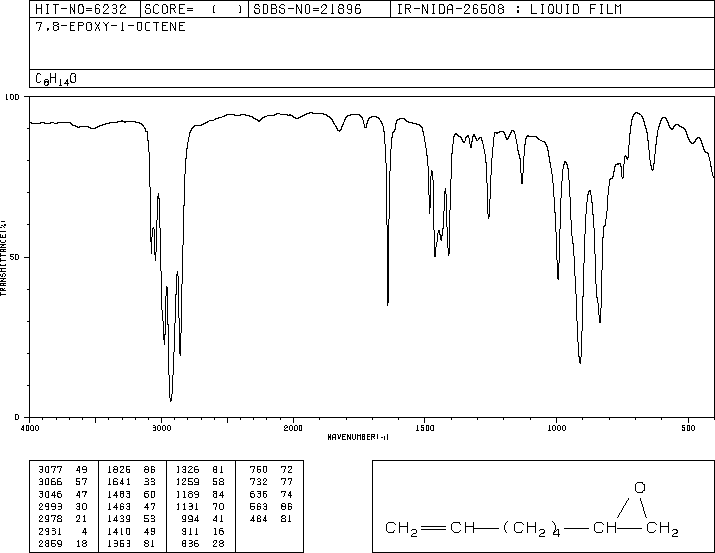 HIT-NO=6232 SCORE= ( ) SDBS-NO=21896 IR-NIDA-26508 : LIQUID FILM
7,8-EPOXY-1-OCTENE
C8H14O
100
50
0
TRANSMITTANCE(%)
4000 3000 2000 1500 1000 500
WAVENUMBER(-1)
3077 49 1826 86 1326 81 760 72
3066 57 1641 33 1259 58 732 77
3046 47 1483 60 1189 84 636 74
2993 30 1463 47 1131 70 563 86
2978 21 1439 53 994 41 484 81
2931 4 1410 49 911 16
2859 18 1363 81 836 28
O
CH2=CH-(CH2)4-CH-CH2